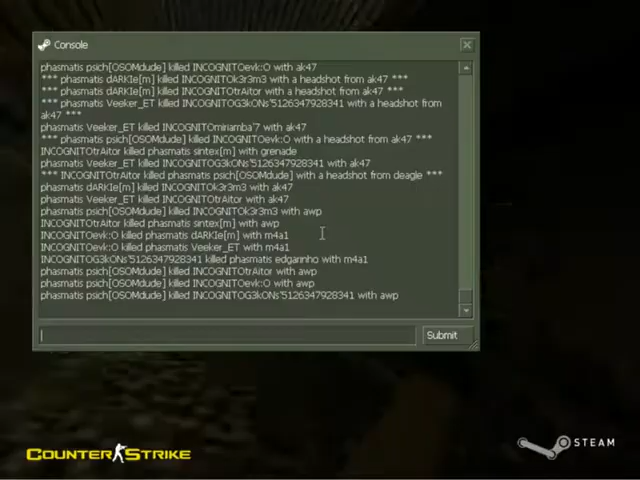 Console
phasmatis psich[OSOMdude] killed INCOGNITOevk:O with ak47
*** phasmatis dARKIe[m] killed INCOGNITOk3r3m3 with a headshot from ak47 ***
*** phasmatis dARKIe[m] killed INCOGNITOtrAitor with a headshot from ak47 ***
*** phasmatis Veeker_ET killed INCOGNITOG3kONs'5126347928341 with a headshot from
ak47 ***
phasmatis Veeker_ET killed INCOGNITOminamba'7 with ak47
*** phasmatis psich[OSOMdude] killed INCOGNITOevk:O with a headshot from ak47 ***
INCOGNITOtrAitor killed phasmatis sintex[m] with grenade
phasmatis Veeker_ET killed INCOGNITOG3kONs'5126347928341 with ak47
*** INCOGNITOtrAitor killed phasmatis psich[OSOMdude] with a headshot from deagle ***
phasmatis dARKIe[m] killed INCOGNITOk3r3m3 with ak47
phasmatis Veeker_ET killed INCOGNITOtrAitor with ak47
phasmatis psich[OSOMdude] killed INCOGNITOk3r3m3 with awp
INCOGNITOtrAitor killed phasmatis sintex[m] with awp
INCOGNITOevk:O killed phasmatis dARKIe[m] with m4a1
INCOGNITOevk:O killed phasmatis Veeker_ET with m4a1
INCOGNITOG3kONs'5126347928341 killed phasmatis edgarinho with m4a1
phasmatis psich[OSOMdude] killed INCOGNITOtrAitor with awp
phasmatis psich[OSOMdude] killed INCOGNITOevk:O with awp
phasmatis psich[OSOMdude] killed INCOGNITOG3kONs'5126347928341 with awp
Submit
COUNTER STRIKE
STEAM